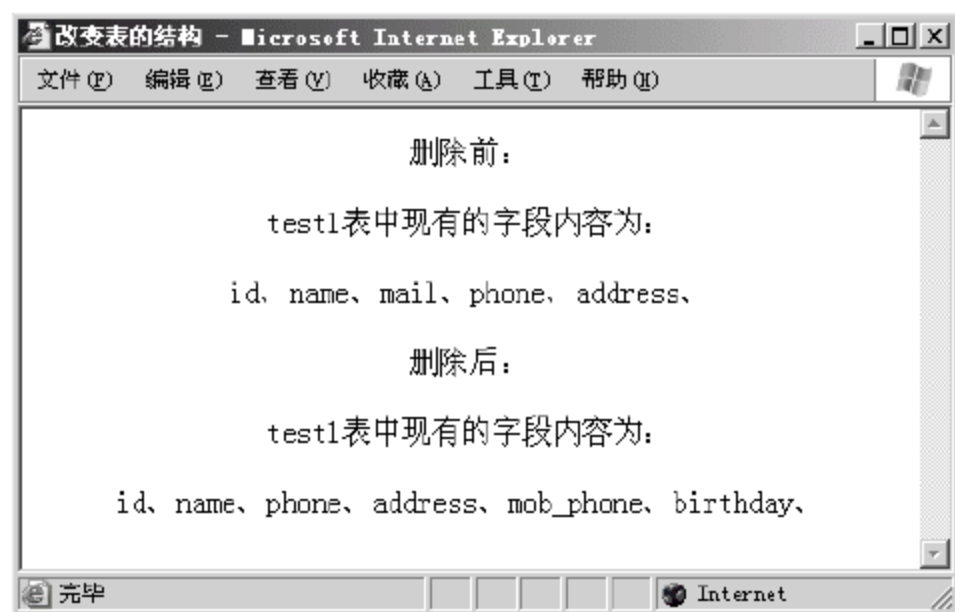 改变表的结构 - Microsoft Internet Explorer
文件(F) 编辑(E) 查看(V) 收藏(A) 工具(T) 帮助(H)
删除前：
test1表中现有的字段内容为：
id、name、mail、phone、address、
删除后：
test1表中现有的字段内容为：
id、name、phone、address、mob_phone、birthday、
完毕 Internet